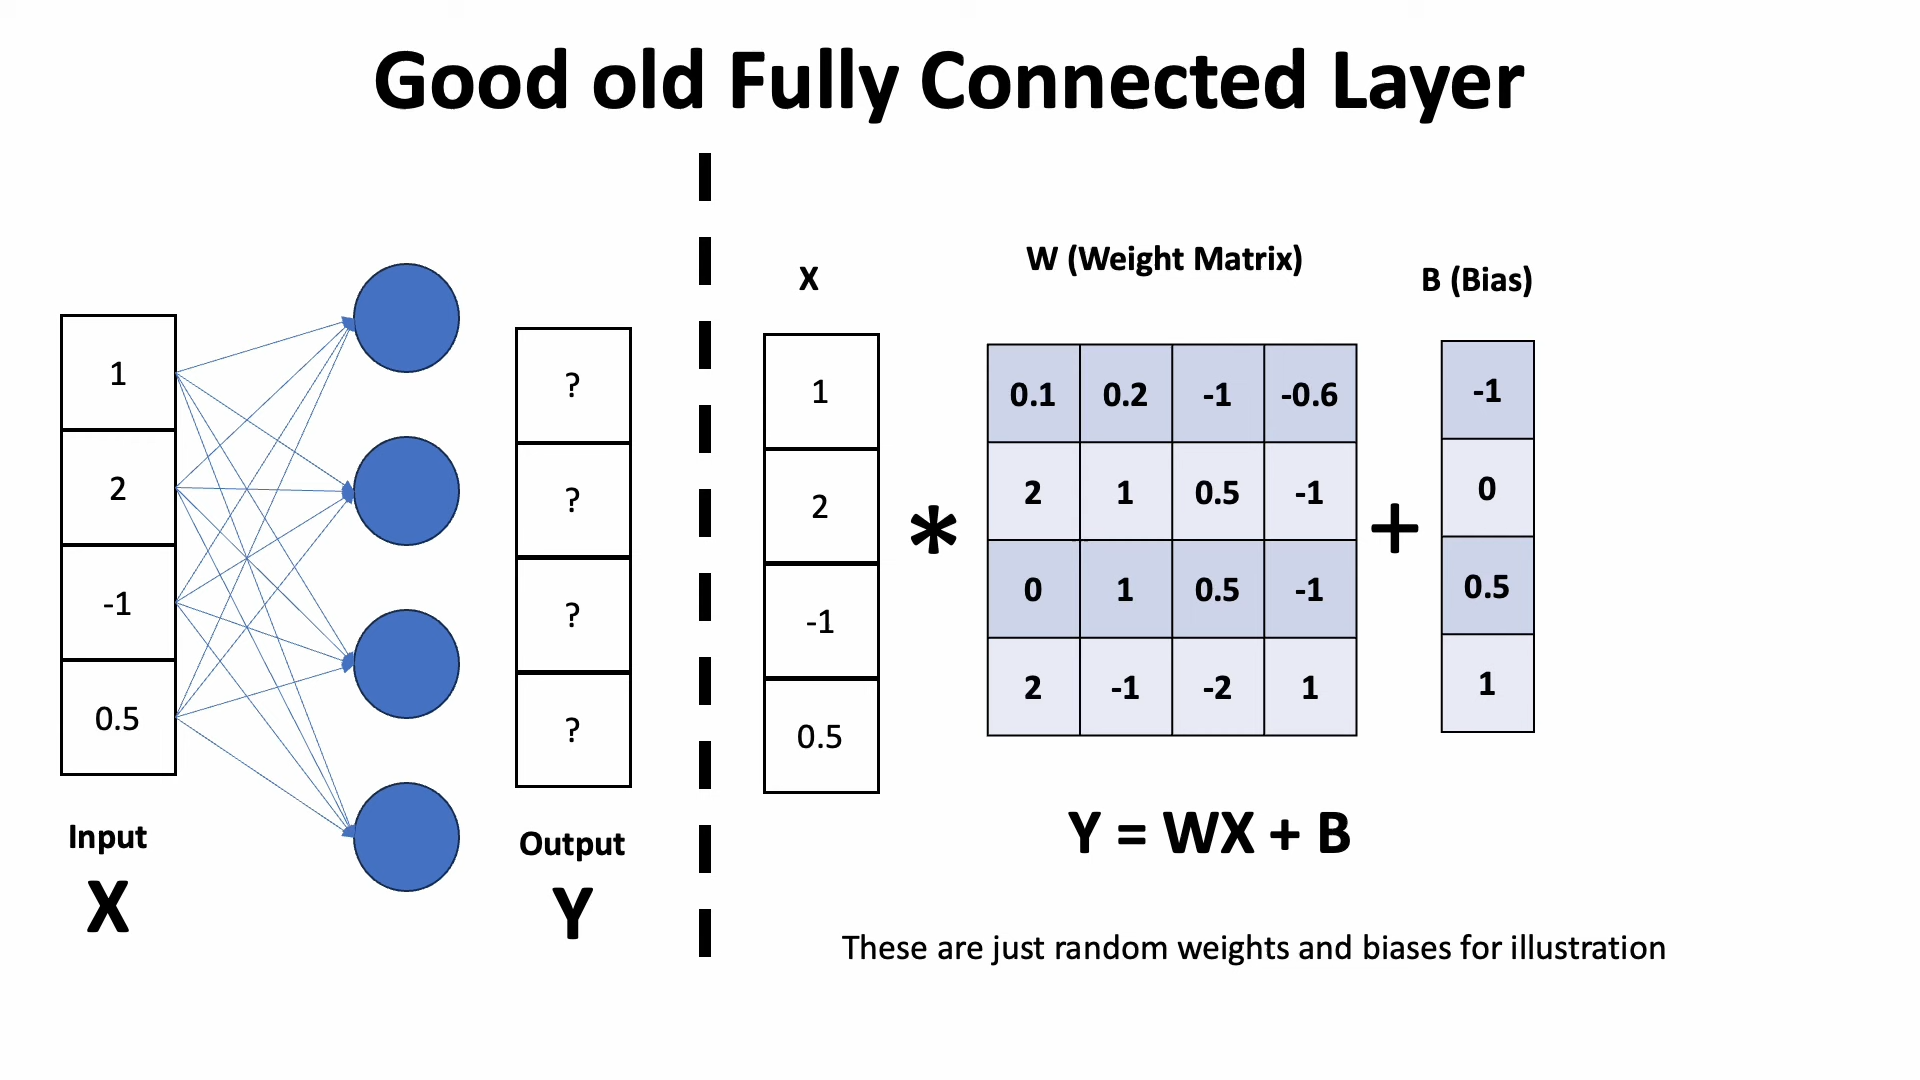 Good old Fully Connected Layer
1
2
-1
0.5
Input
X
?
?
?
?
Output
Y
X
1
2
-1
0.5
*
W (Weight Matrix)
0.1 0.2 -1 -0.6
2 1 0.5 -1
0 1 0.5 -1
2 -1 -2 1
+
B (Bias)
-1
0
0.5
1
Y = WX + B
These are just random weights and biases for illustration